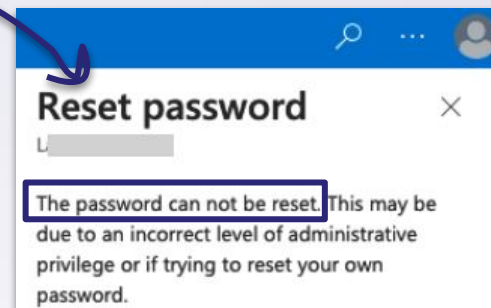 Reset password
The password can not be reset. This may be
due to an incorrect level of administrative
privilege or if trying to reset your own
password.